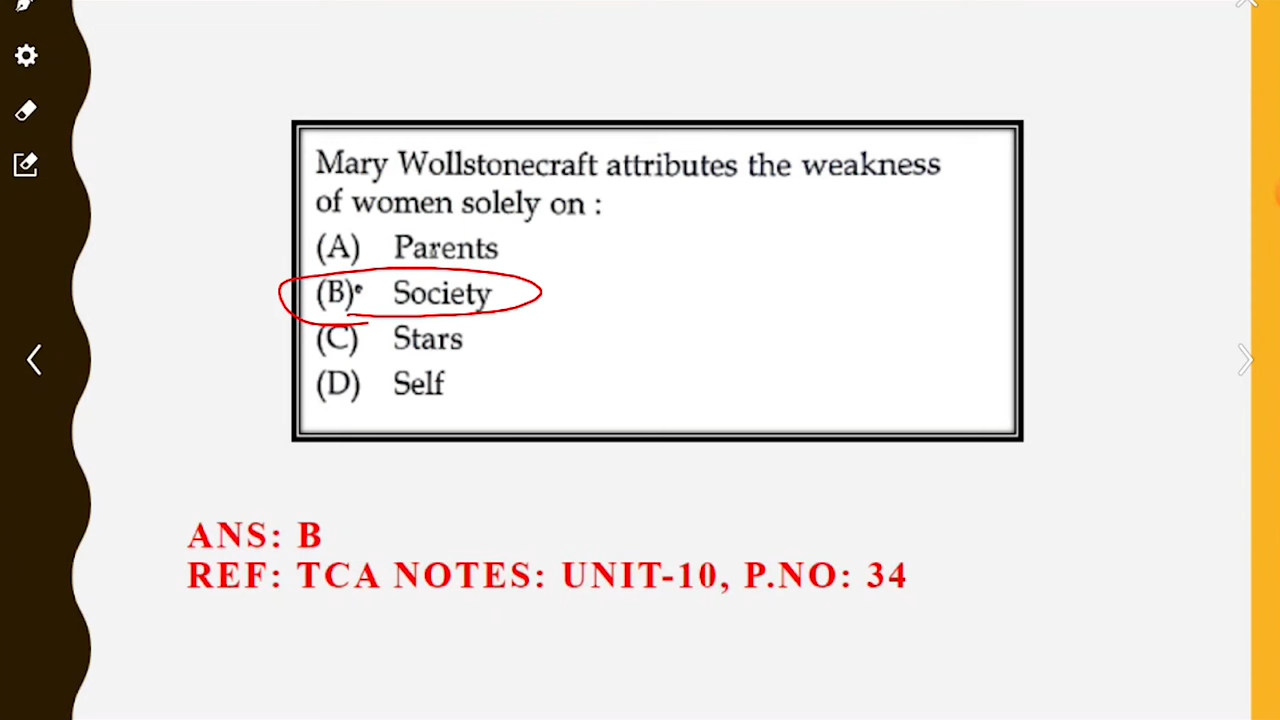 Mary Wollstonecraft attributes the weakness
of women solely on :
(A) Parents
(B) Society
(C) Stars
(D) Self
ANS: B
REF: TCA NOTES: UNIT-10, P.NO: 34